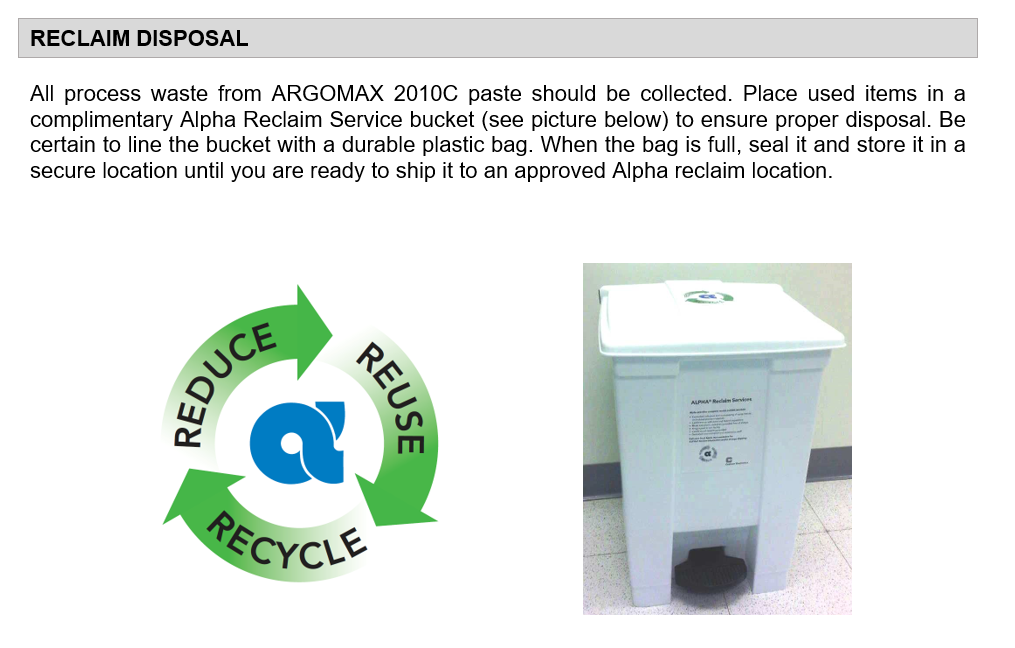 RECLAIM DISPOSAL
All process waste from ARGOMAX 2010C paste should be collected. Place used items in a
complimentary Alpha Reclaim Service bucket (see picture below) to ensure proper disposal. Be
certain to line the bucket with a durable plastic bag. When the bag is full, seal it and store it in a
secure location until you are ready to ship it to an approved Alpha reclaim location.
REDUCE
REUSE
RECYCLE
ALPHA® Reclaim Services